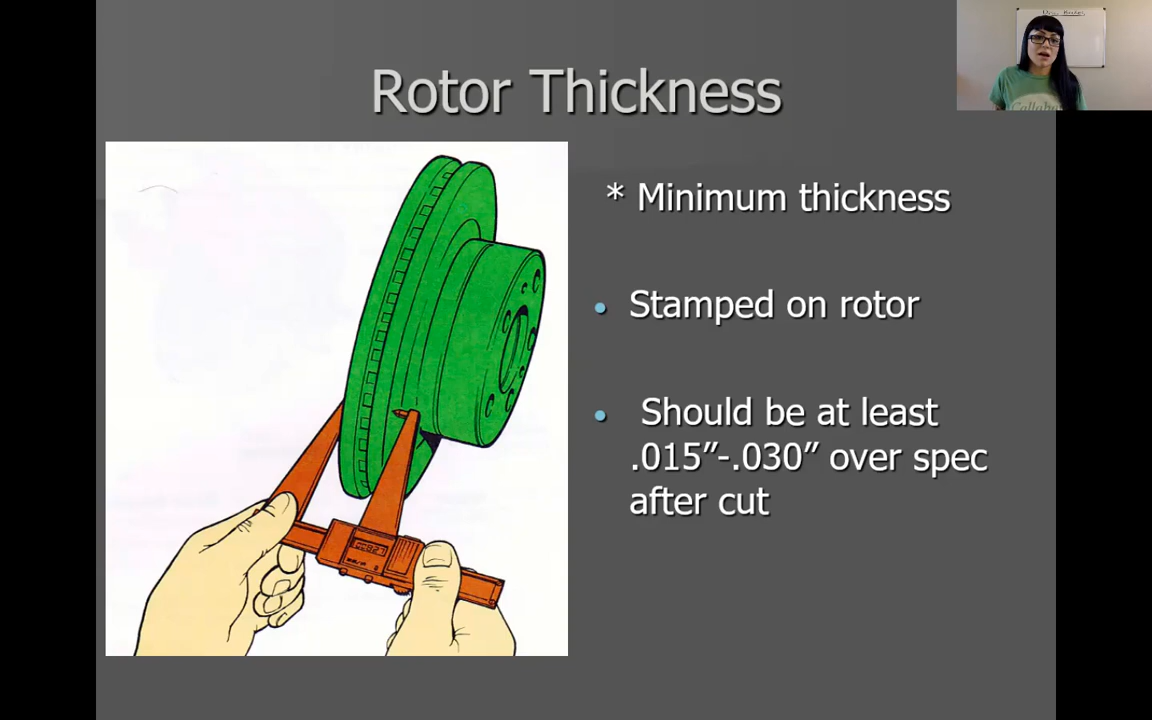 Rotor Thickness
* Minimum thickness
Stamped on rotor
Should be at least
.015”-.030” over spec
after cut